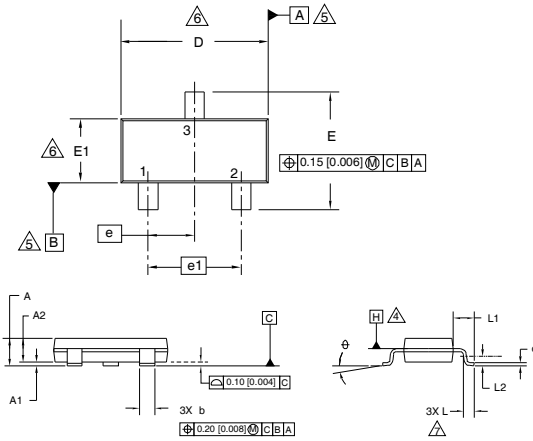 6
D
A 5
3
6 E1
E
1 2
⌖ 0.15 [0.006] Ⓜ C B A
5 B
e
e1
A
A2
C
H 4
L1
θ
A1
⌓ 0.10 [0.004] C
L2
3X b
3X L
⌖ 0.20 [0.008] Ⓜ C B A
7